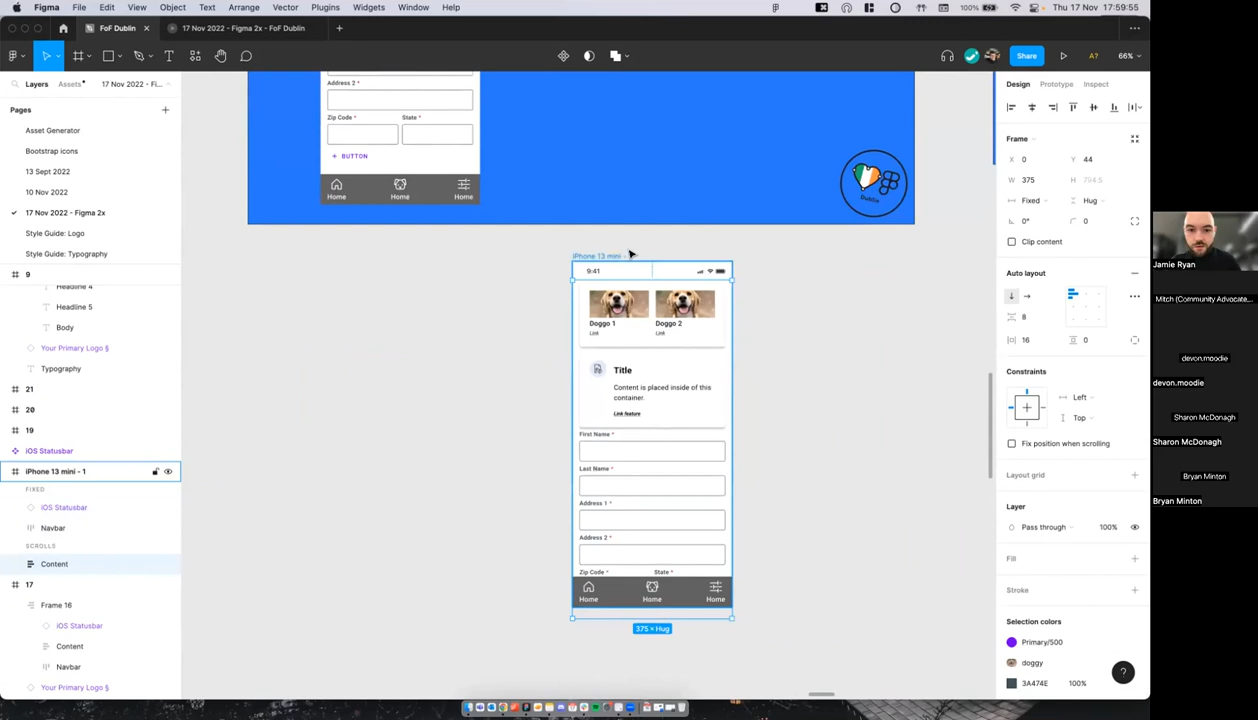 Figma File Edit View Object Text Arrange Vector Plugins Widgets Window Help 100% Thu 17 Nov 17:59:55
FoF Dublin 17 Nov 2022 - Figma 2x - FoF Dublin
Share A? 66%
Layers Assets 17 Nov 2022 - Fi...
Pages
Asset Generator
Bootstrap icons
13 Sept 2022
10 Nov 2022
17 Nov 2022 - Figma 2x
Style Guide: Logo
Style Guide: Typography
9
Headline 4
Headline 5
Body
Your Primary Logo §
Typography
21
20
19
iOS Statusbar
iPhone 13 mini - 1
FIXED
iOS Statusbar
Navbar
SCROLLS
Content
17
Frame 16
iOS Statusbar
Content
Navbar
Your Primary Logo §
Address 2 *
Zip Code * State *
+ BUTTON
Home Home Home
Dublin
iPhone 13 mini -
9:41
Doggo 1 Doggo 2
Link Link
Title
Content is placed inside of this
container.
Link feature
First Name *
Last Name *
Address 1 *
Address 2 *
Zip Code * State *
Home Home Home
375 × Hug
Design Prototype Inspect
Frame
X 0 Y 44
W 375 H 794.5
Fixed Hug
0° 0
Clip content
Auto layout
8
16 0
Constraints
Left
Top
Fix position when scrolling
Layout grid
Layer
Pass through 100%
Fill
Stroke
Selection colors
Primary/500
doggy
3A474E 100%
?
Jamie Ryan
Mitch (Community Advocate,...
devon.moodie
devon.moodie
Sharon McDonagh
Sharon McDonagh
Bryan Minton
Bryan Minton